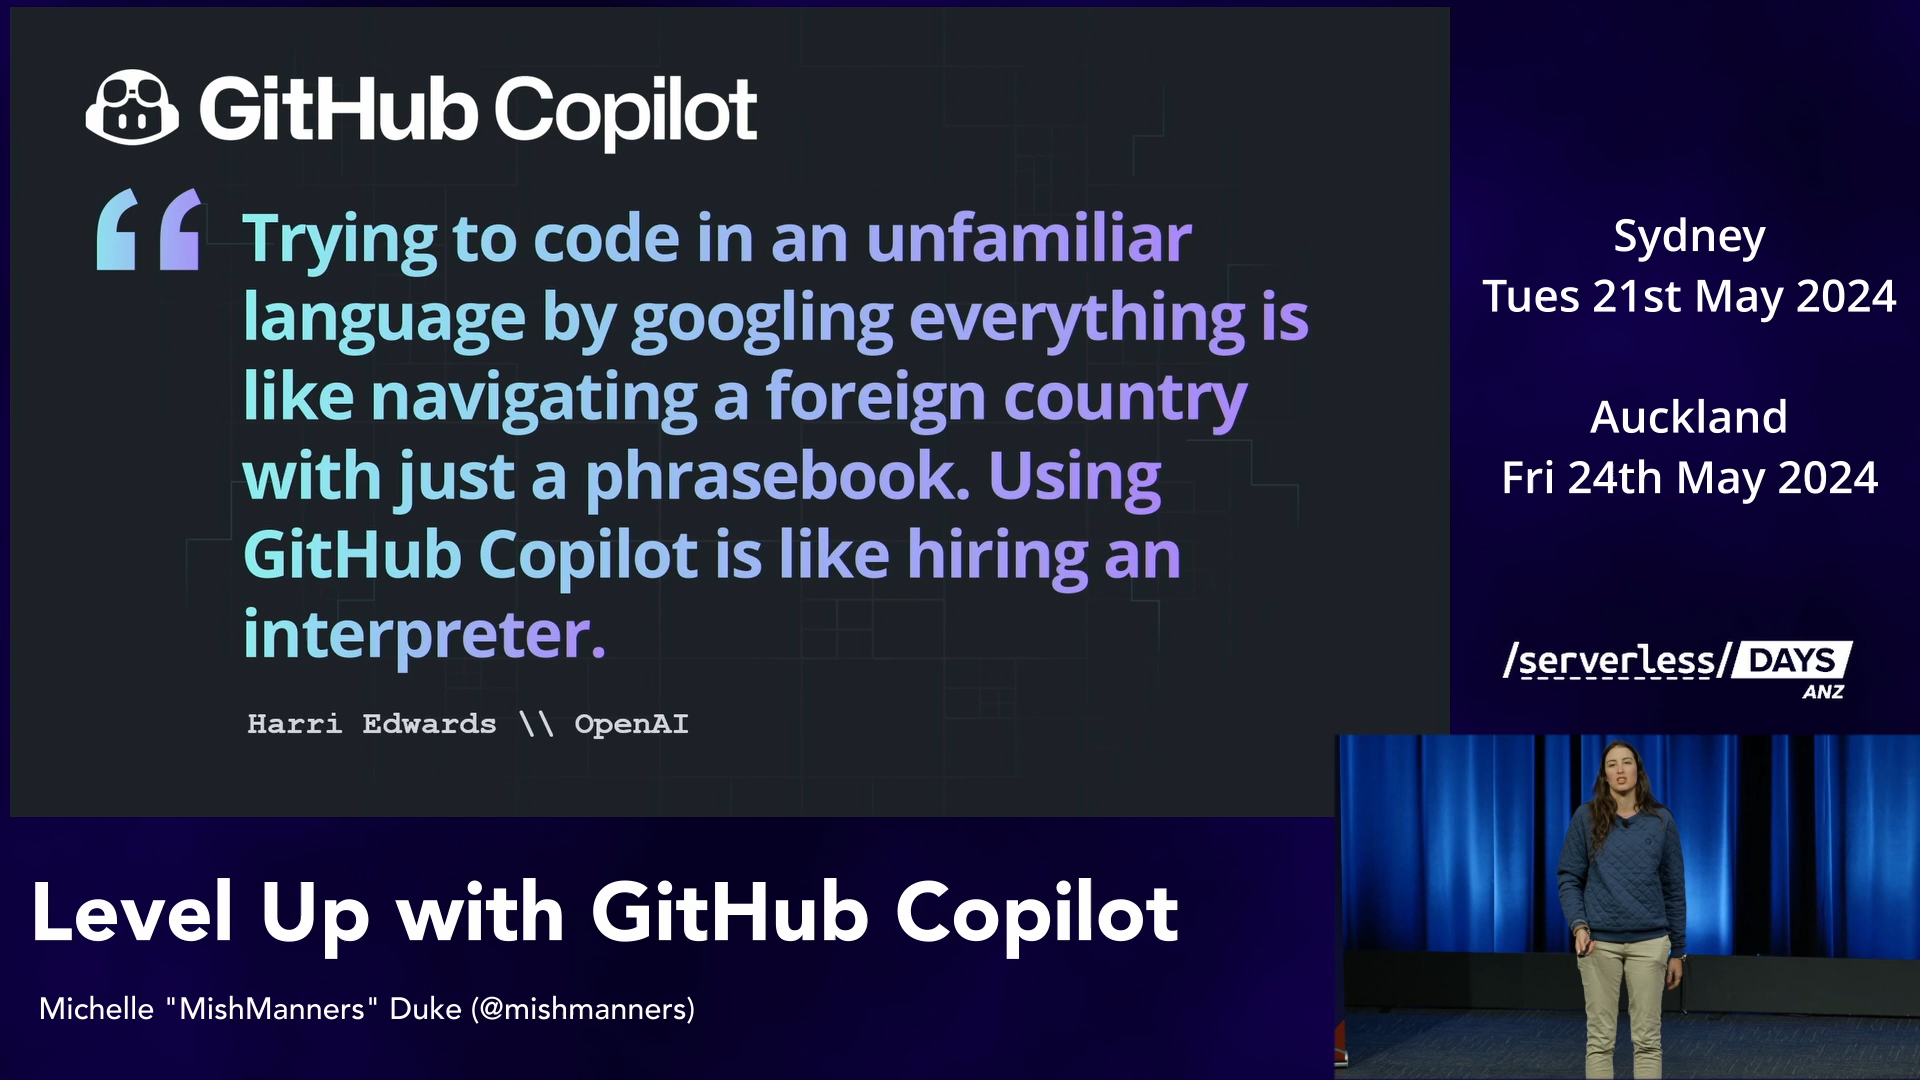 GitHub Copilot
“ Trying to code in an unfamiliar
language by googling everything is
like navigating a foreign country
with just a phrasebook. Using
GitHub Copilot is like hiring an
interpreter.
Harri Edwards \\ OpenAI
Sydney
Tues 21st May 2024
Auckland
Fri 24th May 2024
/serverless/DAYS
ANZ
Level Up with GitHub Copilot
Michelle "MishManners" Duke (@mishmanners)